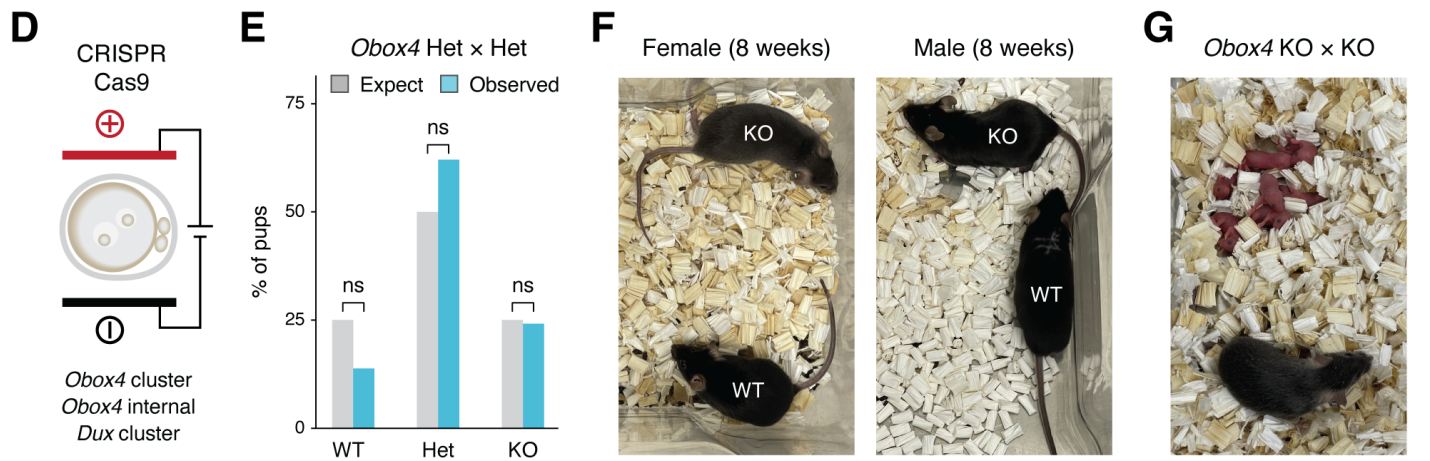 D
CRISPR
Cas9
+
−
Obox4 cluster
Obox4 internal
Dux cluster
E
Obox4 Het × Het
Expect Observed
% of pups
75
50
25
0
ns
ns
ns
WT Het KO
F
Female (8 weeks)
KO
WT
Male (8 weeks)
KO
WT
G
Obox4 KO × KO